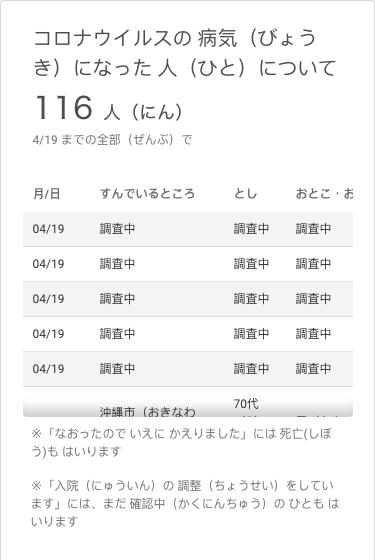 コロナウイルスの 病気（びょう
き）になった 人（ひと）について
116 人（にん）
4/19 までの全部（ぜんぶ）で
月/日 すんでいるところ とし おとこ・お
04/19 調査中 調査中 調査中
04/19 調査中 調査中 調査中
04/19 調査中 調査中 調査中
04/19 調査中 調査中 調査中
04/19 調査中 調査中 調査中
沖縄市（おきなわ 70代
※「なおったので いえに かえりました」には 死亡(しぼ
う)も はいります
※「入院（にゅういん）の 調整（ちょうせい）をしてい
ます」には、まだ 確認中（かくにんちゅう）の ひとも は
いります